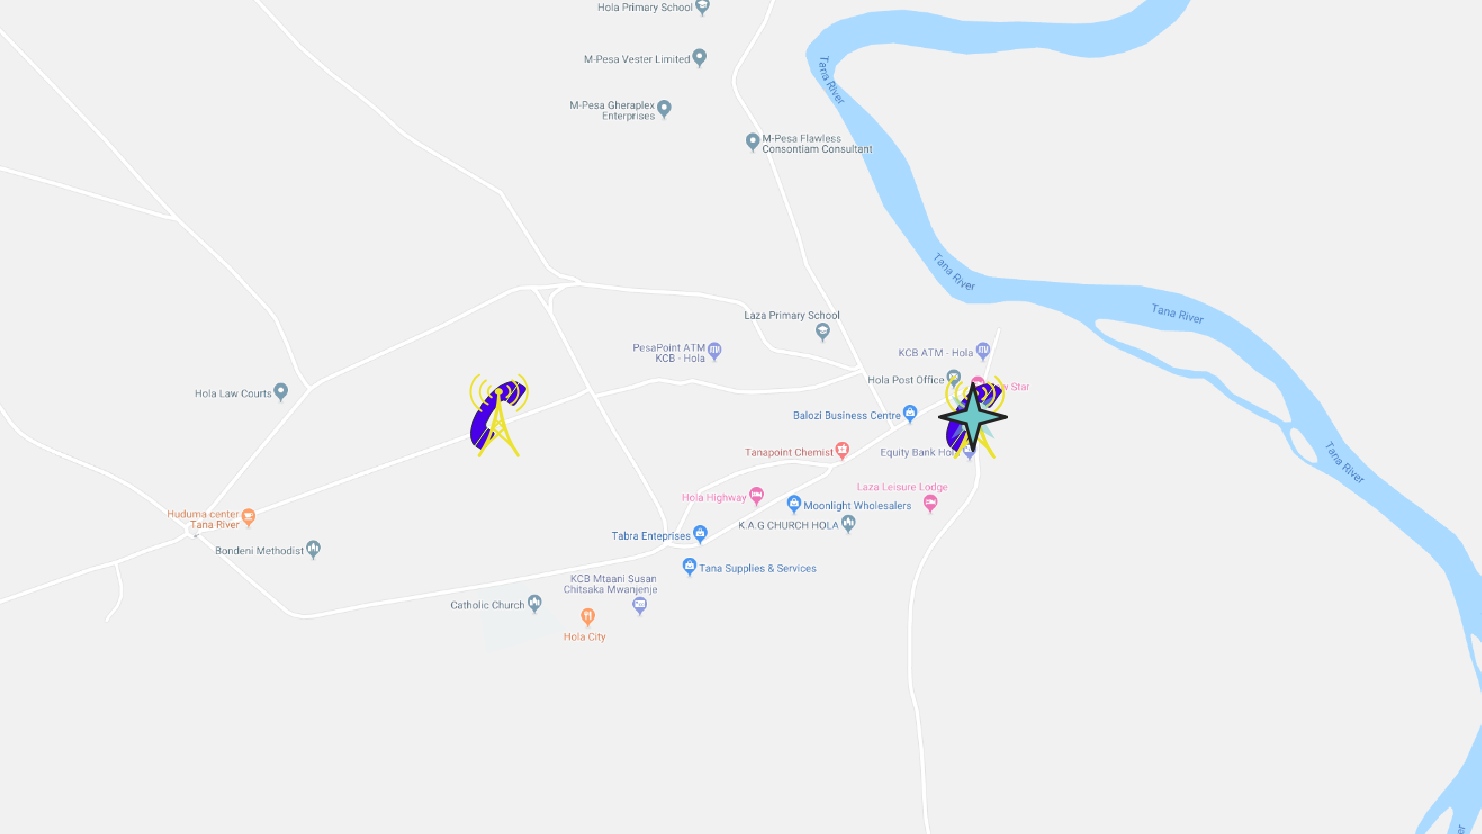 Hola Primary School
M-Pesa Vester Limited
M-Pesa Gheraplex
Enterprises
M-Pesa Flawless
Consontiam Consultant
Tana River
Tana River
Tana River
Laza Primary School
PesaPoint ATM
KCB - Hola
KCB ATM - Hola
Hola Post Office
Star
Hola Law Courts
Balozi Business Centre
Tanapoint Chemist
Equity Bank
Tana River
Laza Leisure Lodge
Hola Highway
Moonlight Wholesalers
K.A.G CHURCH HOLA
Huduma center
Tana River
Bondeni Methodist
Tabra Enteprises
Tana Supplies & Services
KCB Mtaani Susan
Chitsaka Mwanjenje
Catholic Church
Hola City